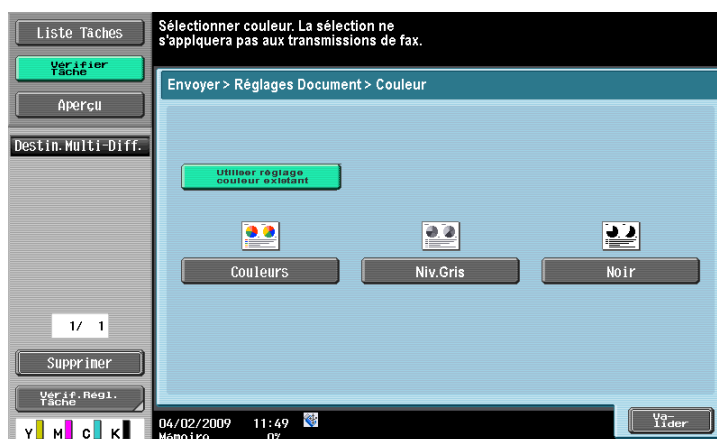 Liste Tâches
Vérifier
Tâche
Aperçu
Destin.Multi-Diff.
1/ 1
Supprimer
Vérif.Régl.
Tâche
Y M C K
Sélectionner couleur. La sélection ne
s'applquera pas aux transmissions de fax.
Envoyer > Réglages Document > Couleur
Utiliser réglage
couleur existant
Couleurs
Niv.Gris
Noir
04/02/2009 11:49
Mémoire 0%
Va-
lider